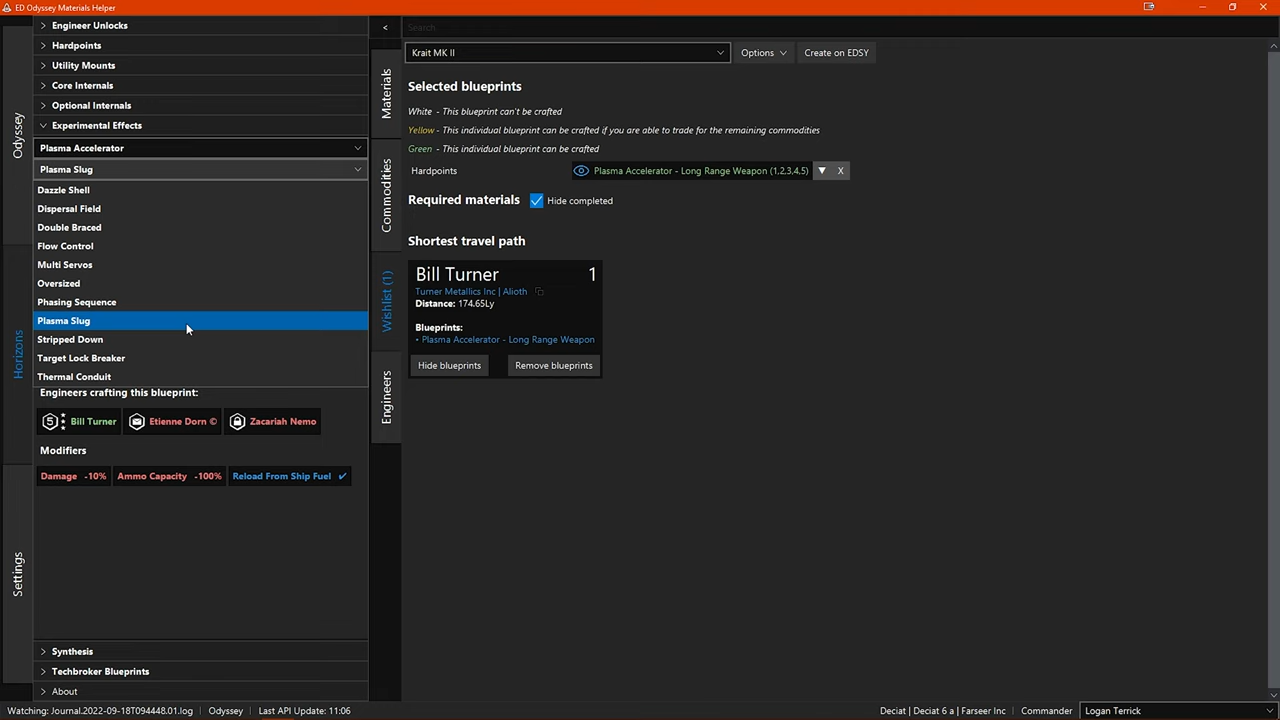 ED Odyssey Materials Helper
Odyssey
Horizons
Settings
Engineer Unlocks
Hardpoints
Utility Mounts
Core Internals
Optional Internals
Experimental Effects
Plasma Accelerator
Plasma Slug
Dazzle Shell
Dispersal Field
Double Braced
Flow Control
Multi Servos
Oversized
Phasing Sequence
Plasma Slug
Stripped Down
Target Lock Breaker
Thermal Conduit
Engineers crafting this blueprint:
5 Bill Turner Etienne Dorn © Zacariah Nemo
Modifiers
Damage -10% Ammo Capacity -100% Reload From Ship Fuel ✓
Synthesis
Techbroker Blueprints
About
<
Materials
Commodities
Wishlist (1)
Engineers
Search
Krait MK II Options Create on EDSY
Selected blueprints
White - This blueprint can't be crafted
Yellow - This individual blueprint can be crafted if you are able to trade for the remaining commodities
Green - This individual blueprint can be crafted
Hardpoints Plasma Accelerator - Long Range Weapon (1,2,3,4,5) ▼ X
Required materials Hide completed
Shortest travel path
Bill Turner 1
Turner Metallics Inc | Alioth
Distance: 174.65Ly
Blueprints:
• Plasma Accelerator - Long Range Weapon
Hide blueprints Remove blueprints
Watching: Journal.2022-09-18T094448.01.log Odyssey Last API Update: 11:06 Deciat | Deciat 6 a | Farseer Inc Commander Logan Terrick